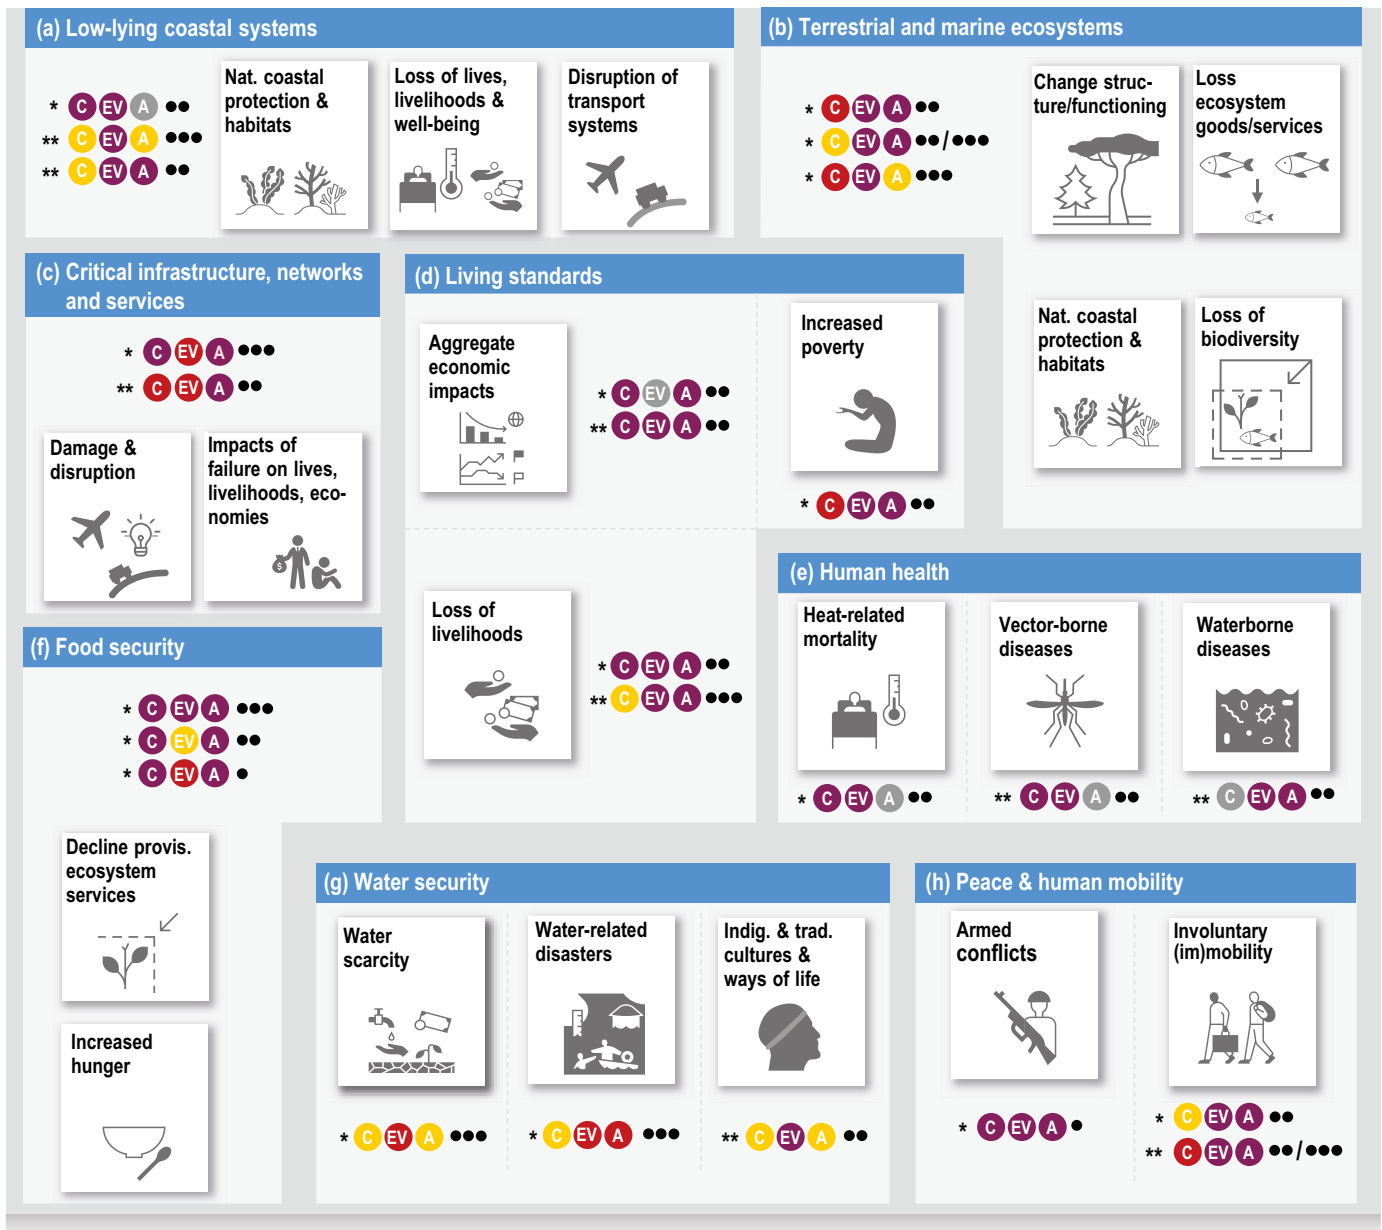 (a) Low-lying coastal systems
* C EV A ●●
** C EV A ●●●
** C EV A ●●
Nat. coastal
protection &
habitats
Loss of lives,
livelihoods &
well-being
Disruption of
transport
systems
(b) Terrestrial and marine ecosystems
* C EV A ●●
* C EV A ●●/●●●
* C EV A ●●●
Change struc-
ture/functioning
Loss
ecosystem
goods/services
Nat. coastal
protection &
habitats
Loss of
biodiversity
(c) Critical infrastructure, networks
and services
* C EV A ●●●
** C EV A ●●
Damage &
disruption
Impacts of
failure on lives,
livelihoods, eco-
nomies
(d) Living standards
Aggregate
economic
impacts
* C EV A ●●
** C EV A ●●
Increased
poverty
* C EV A ●●
Loss of
livelihoods
* C EV A ●●
** C EV A ●●●
(e) Human health
Heat-related
mortality
* C EV A ●●
Vector-borne
diseases
** C EV A ●●
Waterborne
diseases
** C EV A ●●
(f) Food security
* C EV A ●●●
* C EV A ●●
* C EV A ●
Decline provis.
ecosystem
services
Increased
hunger
(g) Water security
Water
scarcity
* C EV A ●●●
Water-related
disasters
* C EV A ●●●
Indig. & trad.
cultures &
ways of life
** C EV A ●●
(h) Peace & human mobility
Armed
conflicts
* C EV A ●
Involuntary
(im)mobility
* C EV A ●●
** C EV A ●●/●●●